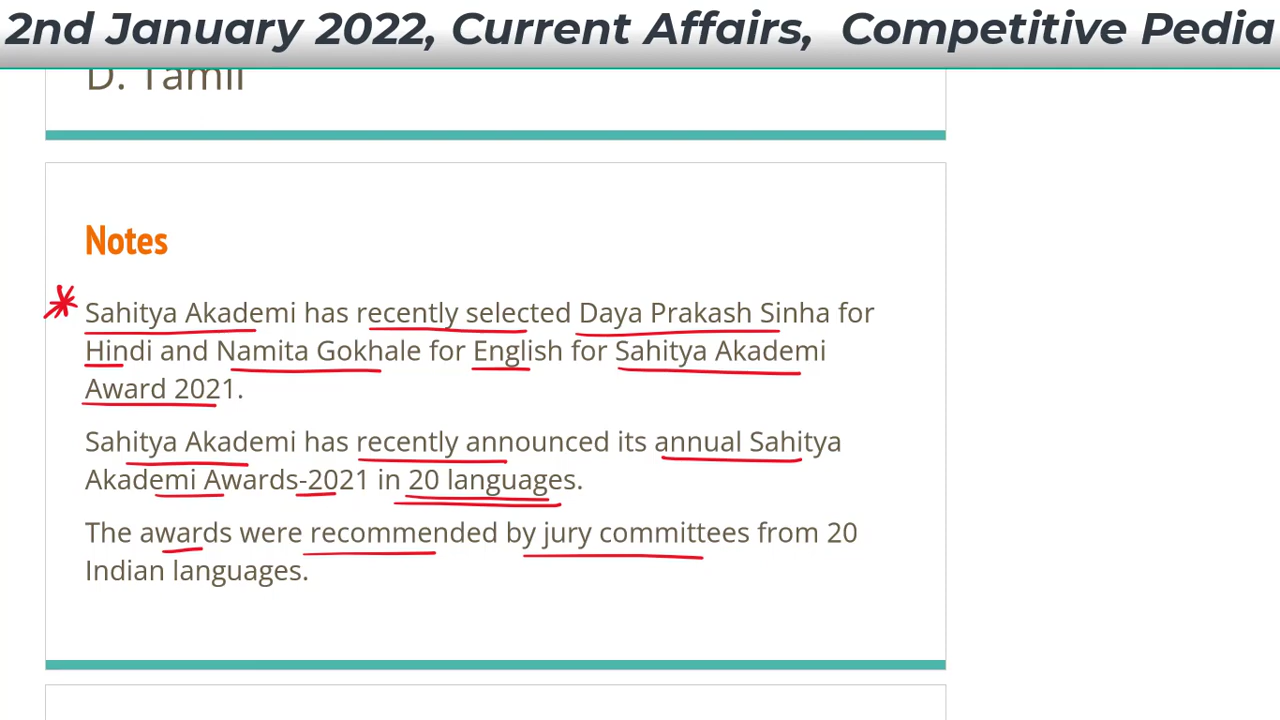 2nd January 2022, Current Affairs, Competitive Pedia
D. Tamil
Notes
Sahitya Akademi has recently selected Daya Prakash Sinha for
Hindi and Namita Gokhale for English for Sahitya Akademi
Award 2021.
Sahitya Akademi has recently announced its annual Sahitya
Akademi Awards-2021 in 20 languages.
The awards were recommended by jury committees from 20
Indian languages.